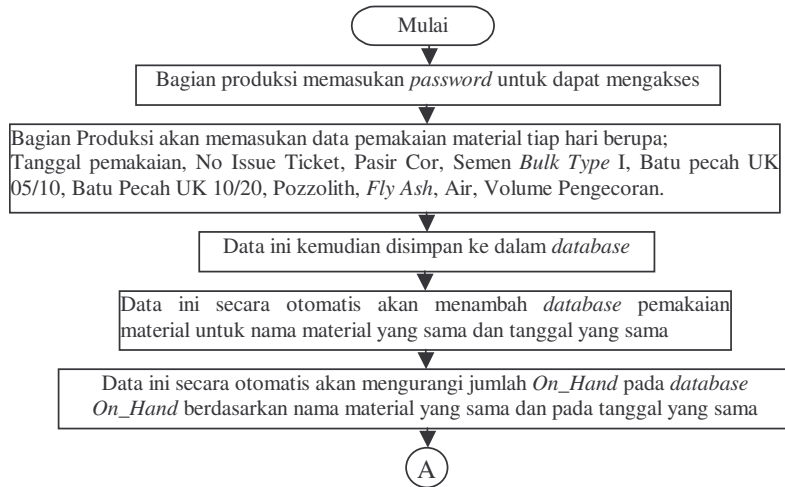 Mulai
Bagian produksi memasukan password untuk dapat mengakses
Bagian Produksi akan memasukan data pemakaian material tiap hari berupa;
Tanggal pemakaian, No Issue Ticket, Pasir Cor, Semen Bulk Type I, Batu pecah UK
05/10, Batu Pecah UK 10/20, Pozzolith, Fly Ash, Air, Volume Pengecoran.
Data ini kemudian disimpan ke dalam database
Data ini secara otomatis akan menambah database pemakaian
material untuk nama material yang sama dan tanggal yang sama
Data ini secara otomatis akan mengurangi jumlah On_Hand pada database
On_Hand berdasarkan nama material yang sama dan pada tanggal yang sama
A